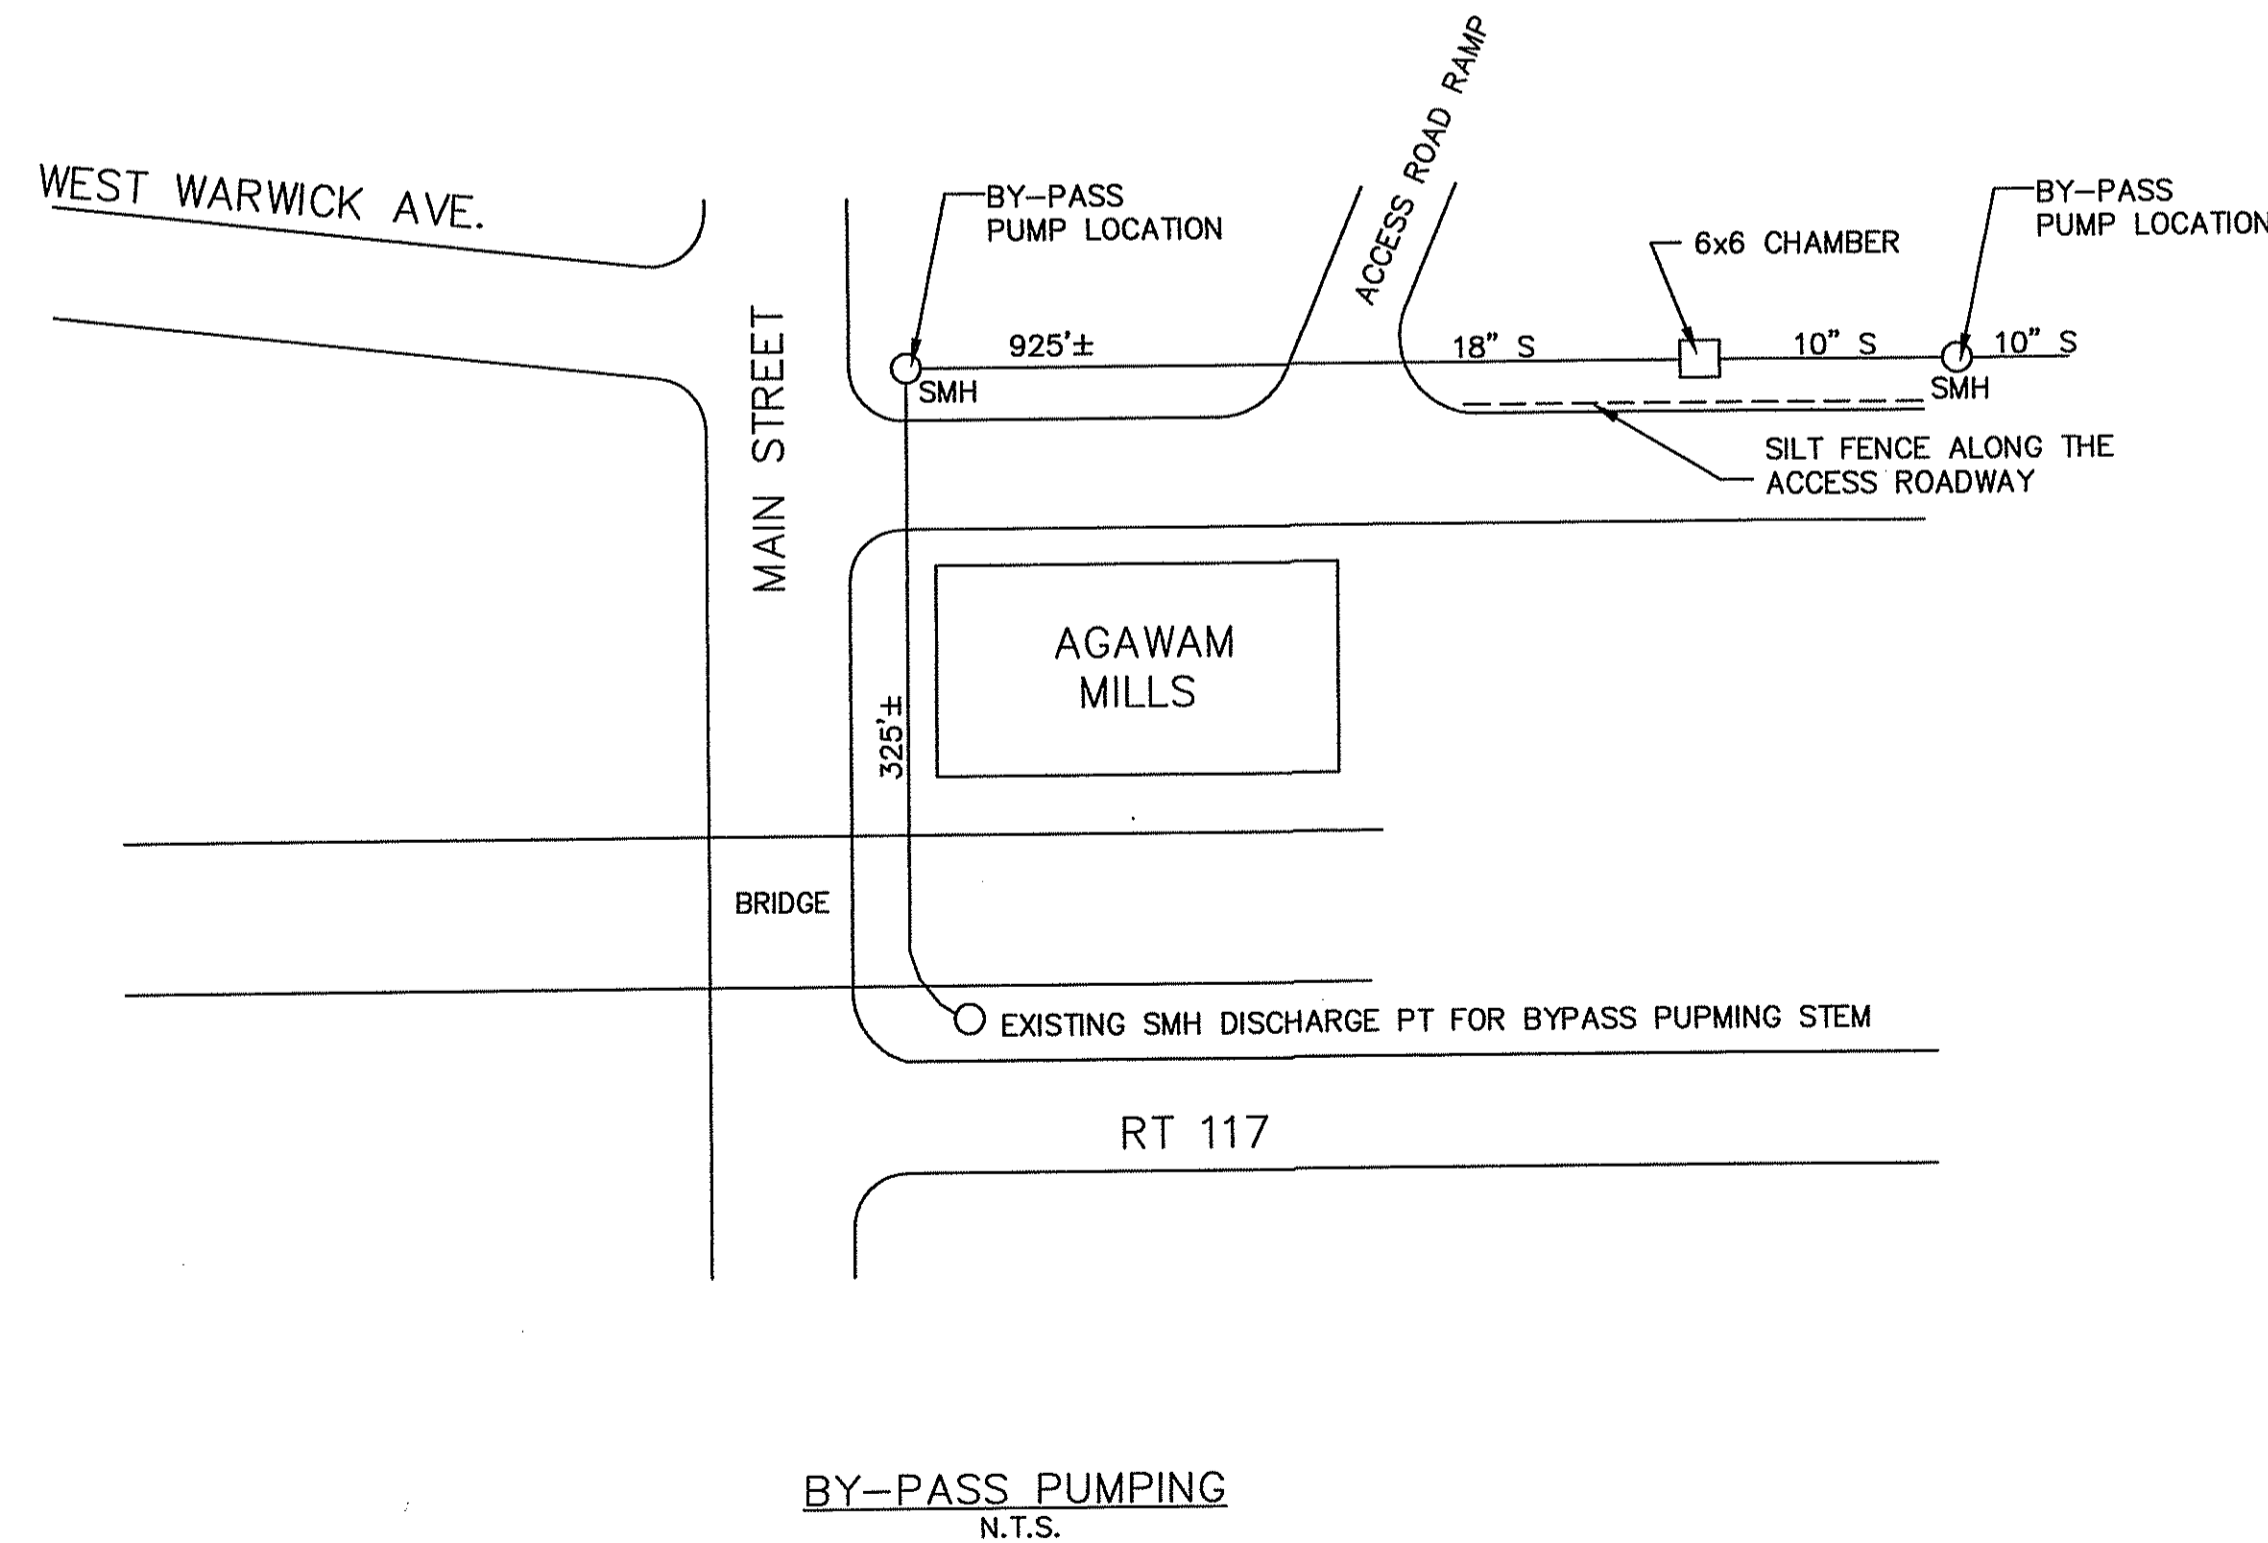 WEST WARWICK AVE.
MAIN STREET
BY-PASS
PUMP LOCATION
ACCESS ROAD RAMP
6x6 CHAMBER
BY-PASS
PUMP LOCATION
925'±
18" S
10" S
10" S
SMH
SMH
SILT FENCE ALONG THE
ACCESS ROADWAY
AGAWAM
MILLS
325'±
BRIDGE
EXISTING SMH DISCHARGE PT FOR BYPASS PUPMING STEM
RT 117
BY-PASS PUMPING
N.T.S.